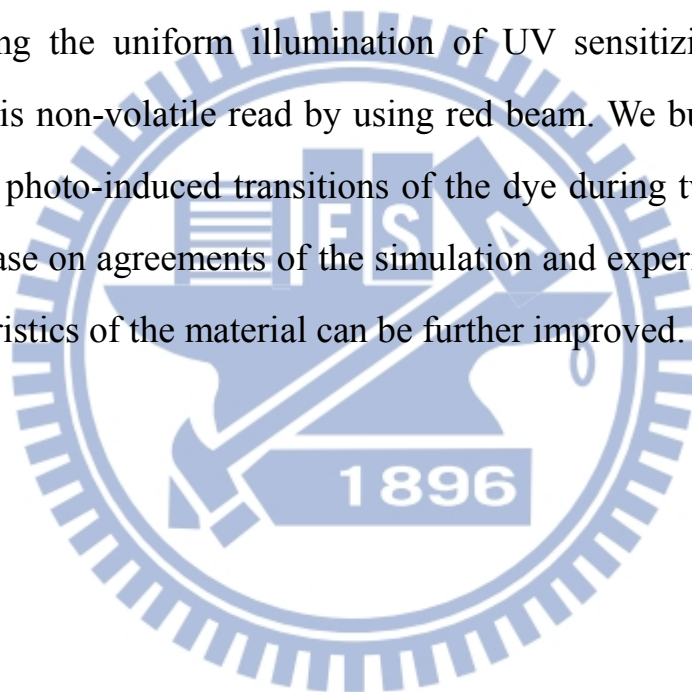 ng the uniform illumination of UV sensitizi
is non-volatile read by using red beam. We bu
photo-induced transitions of the dye during tv
ase on agreements of the simulation and experi
ristics of the material can be further improved.
E S A
1896